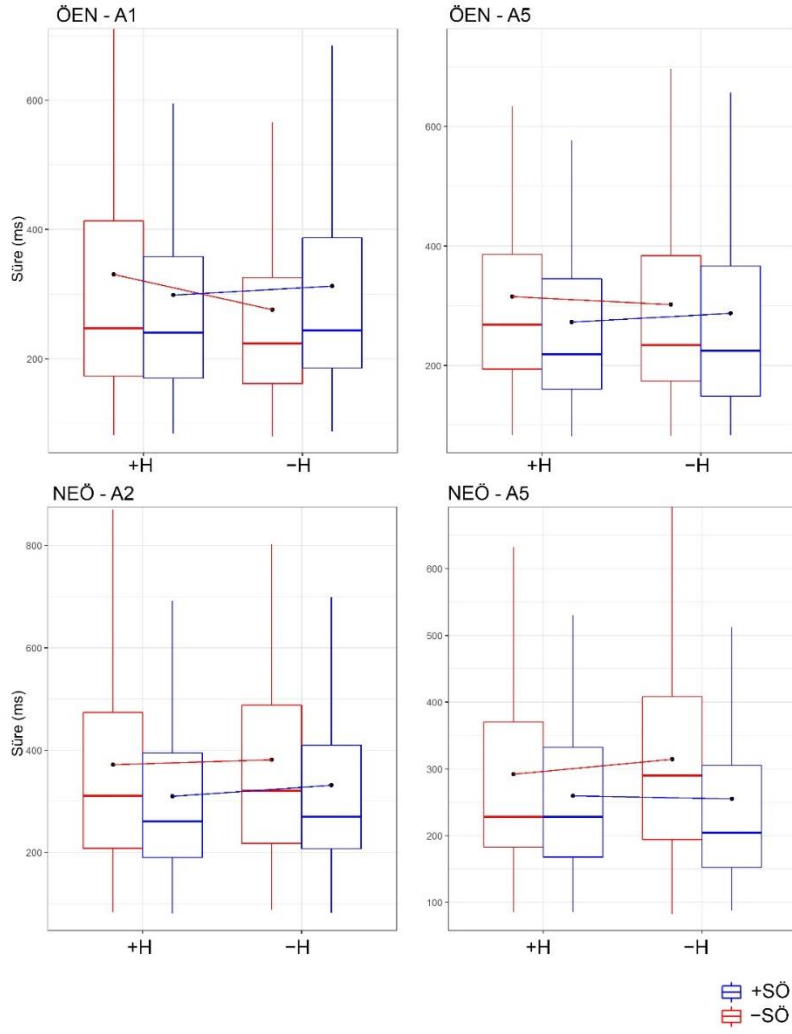 ÖEN - A1
Süre (ms)
600
400
200
+H
−H
ÖEN - A5
600
400
200
+H
−H
NEÖ - A2
Süre (ms)
800
600
400
200
+H
−H
NEÖ - A5
600
500
400
300
200
100
+H
−H
+SÖ
−SÖ